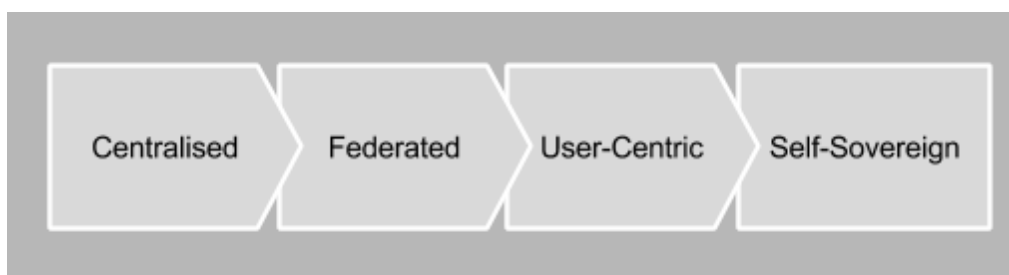 Centralised
Federated
User-Centric
Self-Sovereign